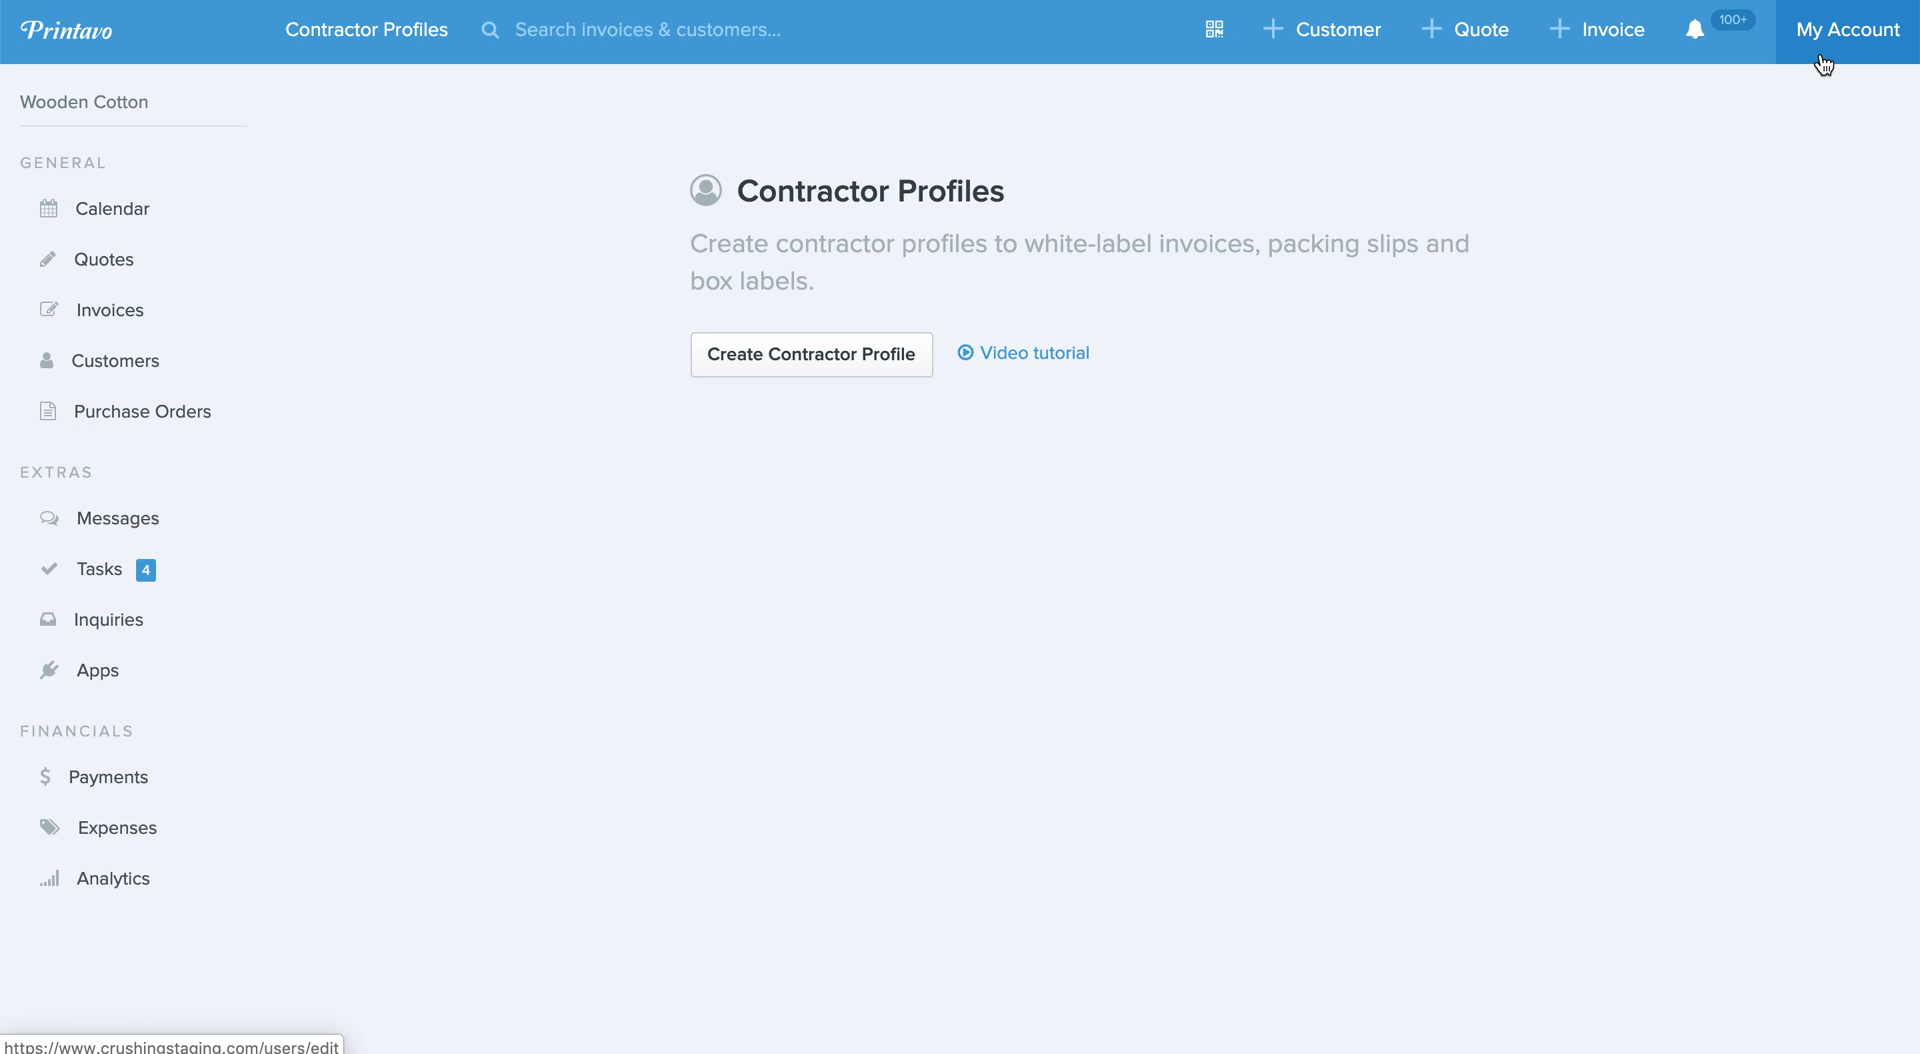 Printavo
Contractor Profiles
Search invoices & customers...
Customer
Quote
Invoice
100+
My Account
Wooden Cotton
GENERAL
Calendar
Quotes
Invoices
Customers
Purchase Orders
EXTRAS
Messages
Tasks 4
Inquiries
Apps
FINANCIALS
Payments
Expenses
Analytics
Contractor Profiles
Create contractor profiles to white-label invoices, packing slips and
box labels.
Create Contractor Profile
Video tutorial
https://www.crushingstaging.com/users/edit